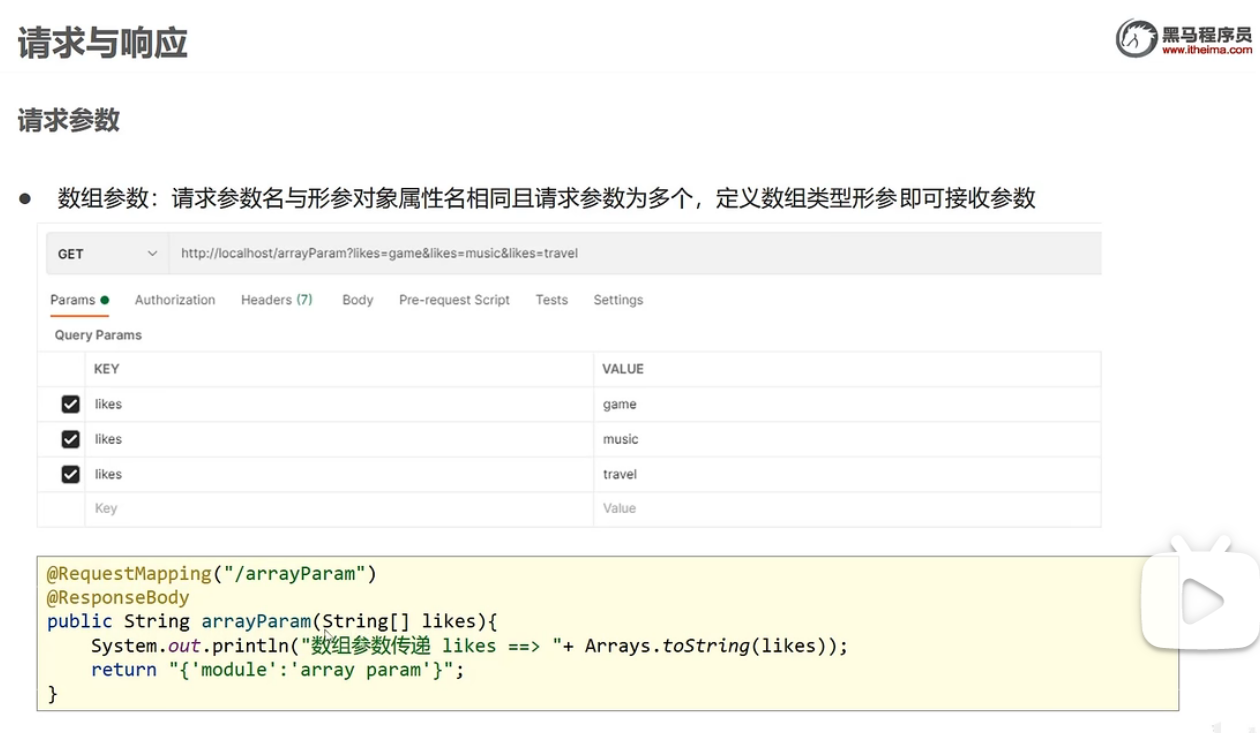 请求与响应
黑马程序员
www.itheima.com
请求参数
● 数组参数：请求参数名与形参对象属性名相同且请求参数为多个，定义数组类型形参即可接收参数
GET http://localhost/arrayParam?likes=game&likes=music&likes=travel
Params Authorization Headers (7) Body Pre-request Script Tests Settings
Query Params
KEY VALUE
likes game
likes music
likes travel
Key Value
@RequestMapping("/arrayParam")
@ResponseBody
public String arrayParam(String[] likes){
    System.out.println("数组参数传递 likes ==> "+ Arrays.toString(likes));
    return "{'module':'array param'}";
}